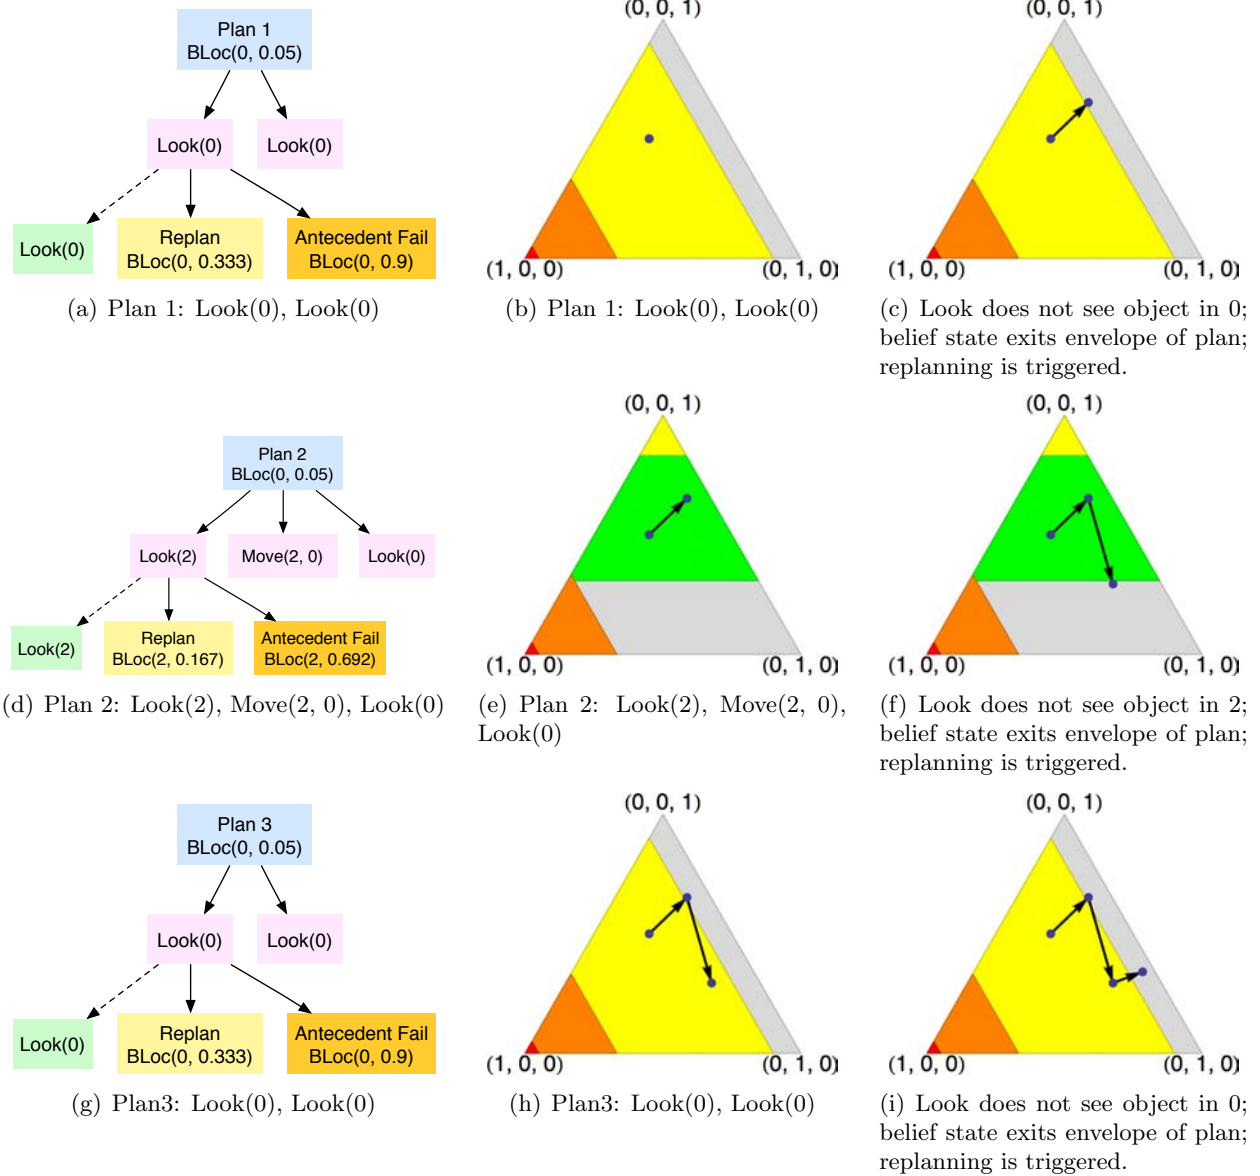 Plan 1
BLoc(0, 0.05)
Look(0)
Look(0)
Look(0)
Replan
BLoc(0, 0.333)
Antecedent Fail
BLoc(0, 0.9)
(a) Plan 1: Look(0), Look(0)
(0, 0, 1)
(1, 0, 0)
(0, 1, 0)
(b) Plan 1: Look(0), Look(0)
(0, 0, 1)
(1, 0, 0)
(0, 1, 0)
(c) Look does not see object in 0;
belief state exits envelope of plan;
replanning is triggered.
Plan 2
BLoc(0, 0.05)
Look(2)
Move(2, 0)
Look(0)
Look(2)
Replan
BLoc(2, 0.167)
Antecedent Fail
BLoc(2, 0.692)
(d) Plan 2: Look(2), Move(2, 0), Look(0)
(0, 0, 1)
(1, 0, 0)
(0, 1, 0)
(e) Plan 2: Look(2), Move(2, 0),
Look(0)
(0, 0, 1)
(1, 0, 0)
(0, 1, 0)
(f) Look does not see object in 2;
belief state exits envelope of plan;
replanning is triggered.
Plan 3
BLoc(0, 0.05)
Look(0)
Look(0)
Look(0)
Replan
BLoc(0, 0.333)
Antecedent Fail
BLoc(0, 0.9)
(g) Plan3: Look(0), Look(0)
(0, 0, 1)
(1, 0, 0)
(0, 1, 0)
(h) Plan3: Look(0), Look(0)
(0, 0, 1)
(1, 0, 0)
(0, 1, 0)
(i) Look does not see object in 0;
belief state exits envelope of plan;
replanning is triggered.